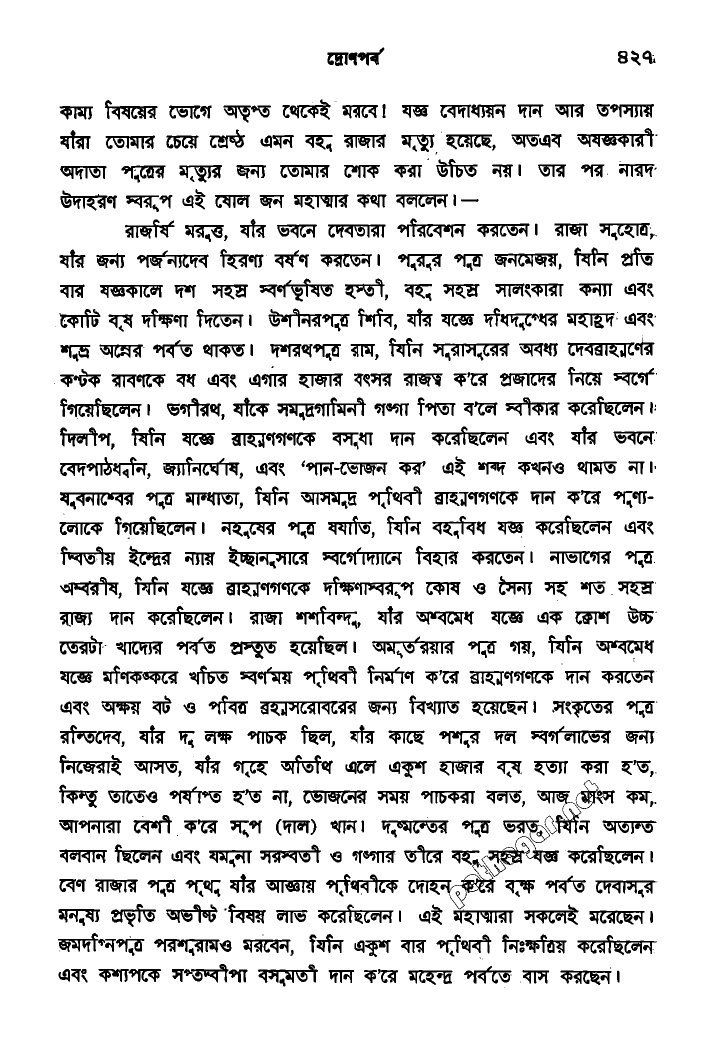 দ্রোণপর্ব ৪২৭
কাম্য বিষয়ের ভোগে অতৃপ্ত থেকেই মরবে! যজ্ঞ বেদাধ্যয়ন দান আর তপস্যায়
যাঁরা তোমার চেয়ে শ্রেষ্ঠ এমন বহু রাজার মৃত্যু হয়েছে, অতএব অযজ্ঞকারী
অদাতা পুত্রের মৃত্যুর জন্য তোমার শোক করা উচিত নয়। তার পর নারদ
উদাহরণ স্বরূপ এই ষোল জন মহাত্মার কথা বললেন।—
রাজর্ষি মরুত্ত, যাঁর ভবনে দেবতারা পরিবেশন করতেন। রাজা সুহোত্র,
যাঁর জন্য পর্জন্যদেব হিরণ্য বর্ষণ করতেন। পুরুর পুত্র জনমেজয়, যিনি প্রতি
বার যজ্ঞকালে দশ সহস্র স্বর্ণভূষিত হস্তী, বহু সহস্র সালংকারা কন্যা এবং
কোটি বৃষ দক্ষিণা দিতেন। উশীনরপুত্র শিবি, যাঁর যজ্ঞে দধিদুগ্ধের মহাহ্রদ এবং
শুভ্র অন্নের পর্বত থাকত। দশরথপুত্র রাম, যিনি সুরাসুরের অবধ্য দেবব্রাহ্মণের
কণ্টক রাবণকে বধ এবং এগার হাজার বৎসর রাজত্ব ক'রে প্রজাদের নিয়ে স্বর্গে
গিয়েছিলেন। ভগীরথ, যাঁকে সমুদ্রগামিনী গঙ্গা পিতা ব'লে স্বীকার করেছিলেন।
দিলীপ, যিনি যজ্ঞে ব্রাহ্মণগণকে বসুধা দান করেছিলেন এবং যাঁর ভবনে
বেদপাঠধ্বনি, জ্যানির্ঘোষ, এবং ‘পান-ভোজন কর’ এই শব্দ কখনও থামত না।
যুবনাশ্বের পুত্র মান্ধাতা, যিনি আসমুদ্র পৃথিবী ব্রাহ্মণগণকে দান ক'রে পুণ্য-
লোকে গিয়েছিলেন। নহুষের পুত্র যযাতি, যিনি বহুবিধ যজ্ঞ করেছিলেন এবং
দ্বিতীয় ইন্দ্রের ন্যায় ইচ্ছানুসারে স্বর্গোদ্যানে বিহার করতেন। নাভাগের পুত্র
অম্বরীষ, যিনি যজ্ঞে ব্রাহ্মণগণকে দক্ষিণাস্বরূপ কোষ ও সৈন্য সহ শত সহস্র
রাজ্য দান করেছিলেন। রাজা শশবিন্দু, যাঁর অশ্বমেধ যজ্ঞে এক ক্রোশ উচ্চ
তেরটা খাদ্যের পর্বত প্রস্তুত হয়েছিল। অমূর্তরয়ার পুত্র গয়, যিনি অশ্বমেধ
যজ্ঞে মণিকঙ্করে খচিত স্বর্ণময় পৃথিবী নির্মাণ ক'রে ব্রাহ্মণগণকে দান করতেন
এবং অক্ষয় বট ও পবিত্র ব্রহ্মসরোবরের জন্য বিখ্যাত হয়েছেন। সংকৃতের পুত্র
রন্তিদেব, যাঁর দু লক্ষ পাচক ছিল, যাঁর কাছে পশুর দল স্বর্গলাভের জন্য
নিজেরাই আসত, যাঁর গৃহে অতিথি এলে একুশ হাজার বৃষ হত্যা করা হ'ত,
কিন্তু তাতেও পর্যাপ্ত হ'ত না, ভোজনের সময় পাচকরা বলত, আজ মাংস কম,
আপনারা বেশী ক'রে সূপ (দাল) খান। দুষ্মন্তের পুত্র ভরত, যিনি অত্যন্ত
বলবান ছিলেন এবং যমুনা সরস্বতী ও গঙ্গার তীরে বহু সহস্র যজ্ঞ করেছিলেন।
বেণ রাজার পুত্র পৃথু যাঁর আজ্ঞায় পৃথিবীকে দোহন ক'রে বৃক্ষ পর্বত দেবাসুর
মনুষ্য প্রভৃতি অভীষ্ট বিষয় লাভ করেছিলেন। এই মহাত্মারা সকলেই মরেছেন।
জমদগ্নিপুত্র পরশুরামও মরবেন, যিনি একুশ বার পৃথিবী নিঃক্ষত্রিয় করেছিলেন
এবং কশ্যপকে সপ্তদ্বীপা বসুমতী দান ক'রে মহেন্দ্র পর্বতে বাস করছেন।
pathagar.net